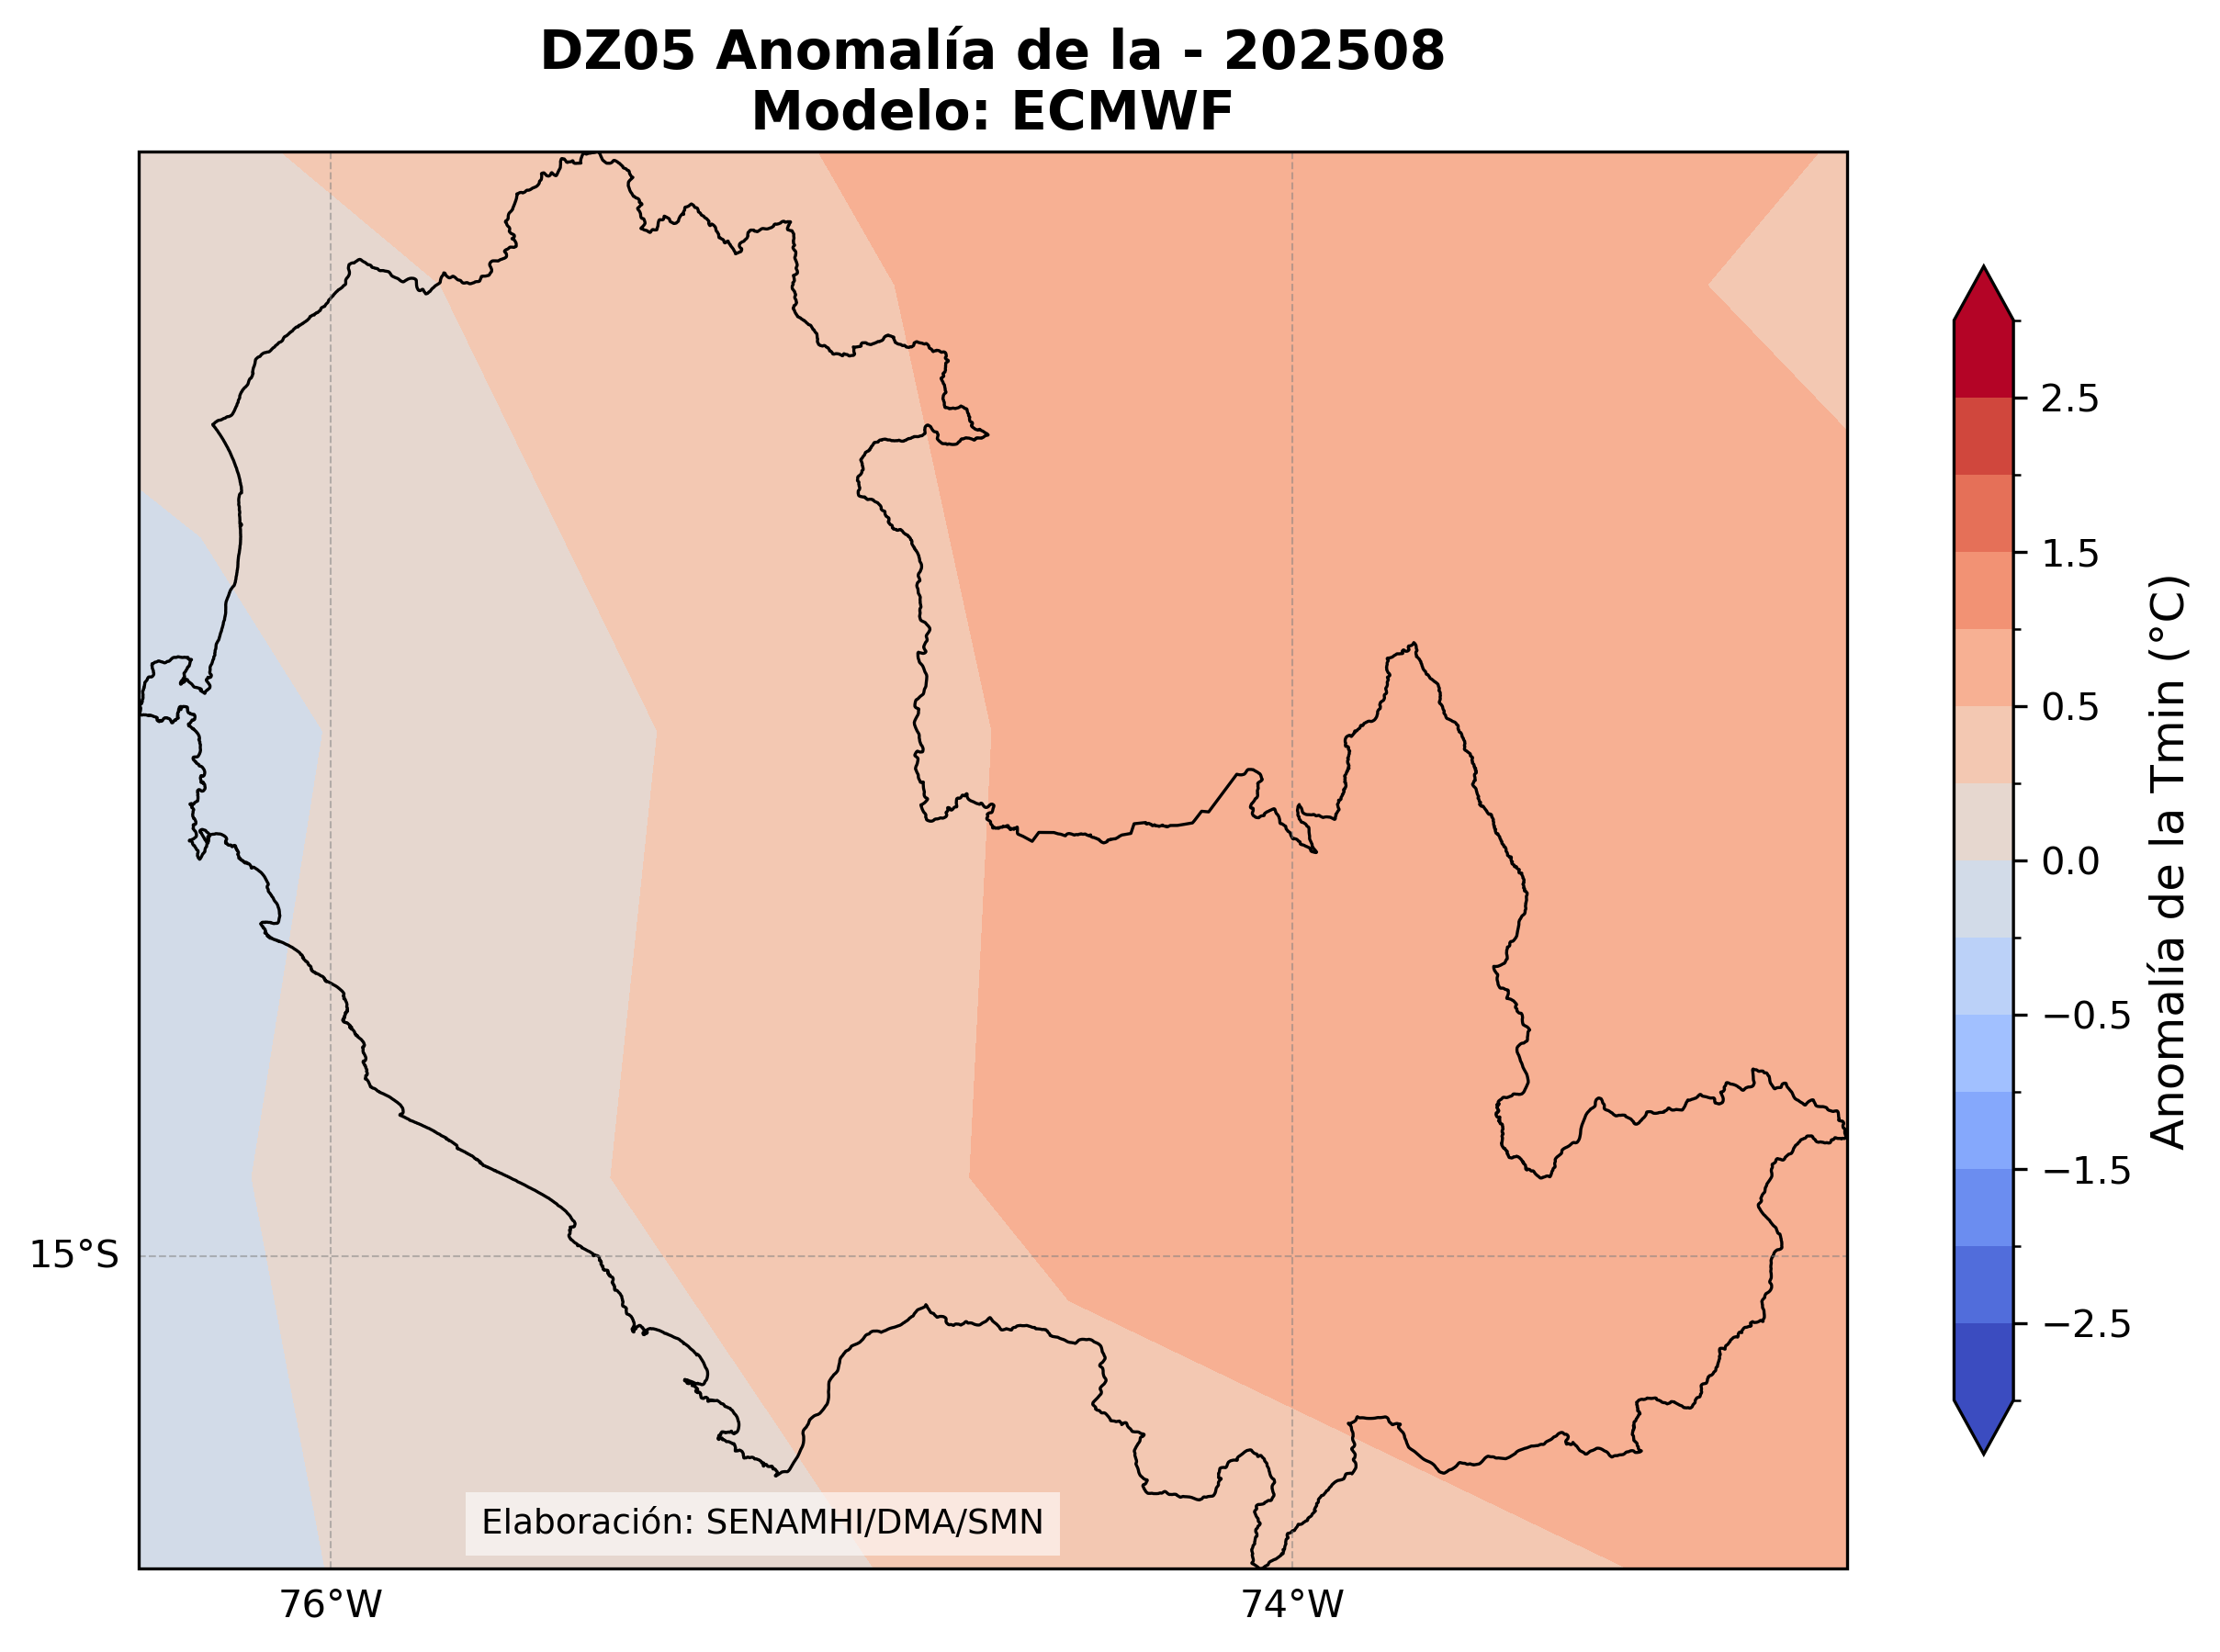 DZ05 Anomalía de la - 202508
Modelo: ECMWF
2.5
1.5
0.5
0.0
−0.5
−1.5
−2.5
Anomalía de la Tmin (°C)
15°S
Elaboración: SENAMHI/DMA/SMN
76°W
74°W